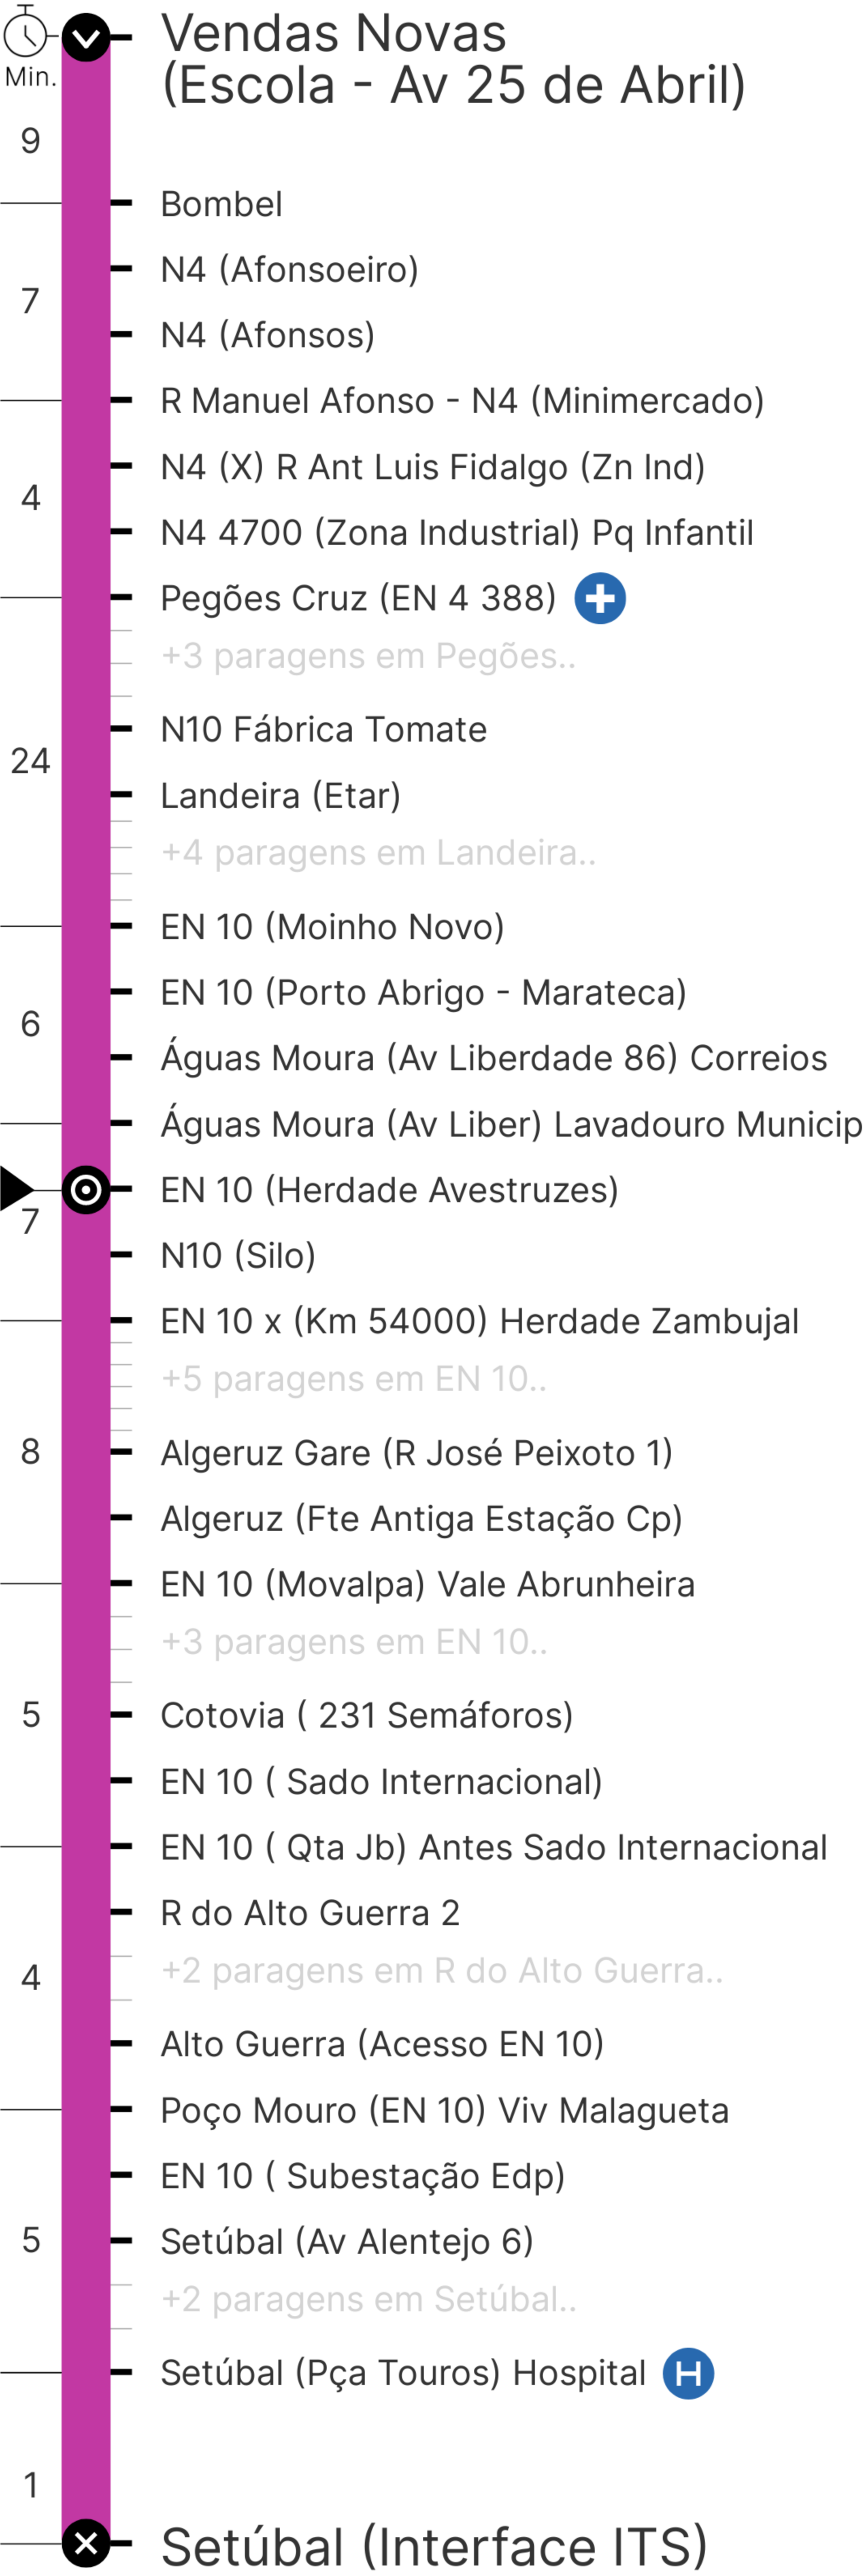 Vendas Novas
(Escola - Av 25 de Abril)
Min.
9
Bombel
N4 (Afonsoeiro)
7
N4 (Afonsos)
R Manuel Afonso - N4 (Minimercado)
N4 (X) R Ant Luis Fidalgo (Zn Ind)
4
N4 4700 (Zona Industrial) Pq Infantil
Pegões Cruz (EN 4 388)
+3 paragens em Pegões..
N10 Fábrica Tomate
24
Landeira (Etar)
+4 paragens em Landeira..
EN 10 (Moinho Novo)
EN 10 (Porto Abrigo - Marateca)
6
Águas Moura (Av Liberdade 86) Correios
Águas Moura (Av Liber) Lavadouro Municip
EN 10 (Herdade Avestruzes)
7
N10 (Silo)
EN 10 x (Km 54000) Herdade Zambujal
+5 paragens em EN 10..
8
Algeruz Gare (R José Peixoto 1)
Algeruz (Fte Antiga Estação Cp)
EN 10 (Movalpa) Vale Abrunheira
+3 paragens em EN 10..
5
Cotovia ( 231 Semáforos)
EN 10 ( Sado Internacional)
EN 10 ( Qta Jb) Antes Sado Internacional
R do Alto Guerra 2
+2 paragens em R do Alto Guerra..
4
Alto Guerra (Acesso EN 10)
Poço Mouro (EN 10) Viv Malagueta
EN 10 ( Subestação Edp)
5
Setúbal (Av Alentejo 6)
+2 paragens em Setúbal..
Setúbal (Pça Touros) Hospital H
1
Setúbal (Interface ITS)